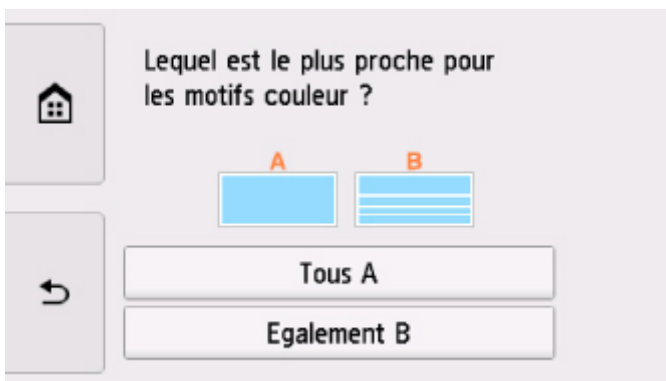 Lequel est le plus proche pour
les motifs couleur ?
A B
Tous A
Egalement B